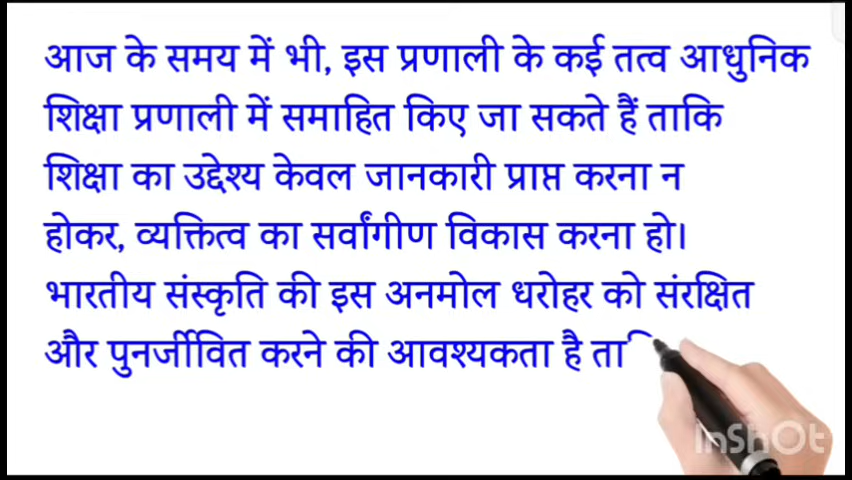 आज के समय में भी, इस प्रणाली के कई तत्व आधुनिक
शिक्षा प्रणाली में समाहित किए जा सकते हैं ताकि
शिक्षा का उद्देश्य केवल जानकारी प्राप्त करना न
होकर, व्यक्तित्व का सर्वांगीण विकास करना हो।
भारतीय संस्कृति की इस अनमोल धरोहर को संरक्षित
और पुनर्जीवित करने की आवश्यकता है
InShOt